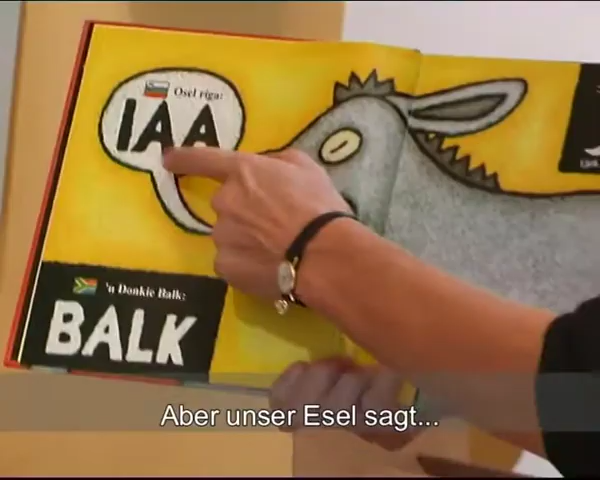 Osel riga:
IAA
'n Donkie Balk:
BALK
Aber unser Esel sagt...